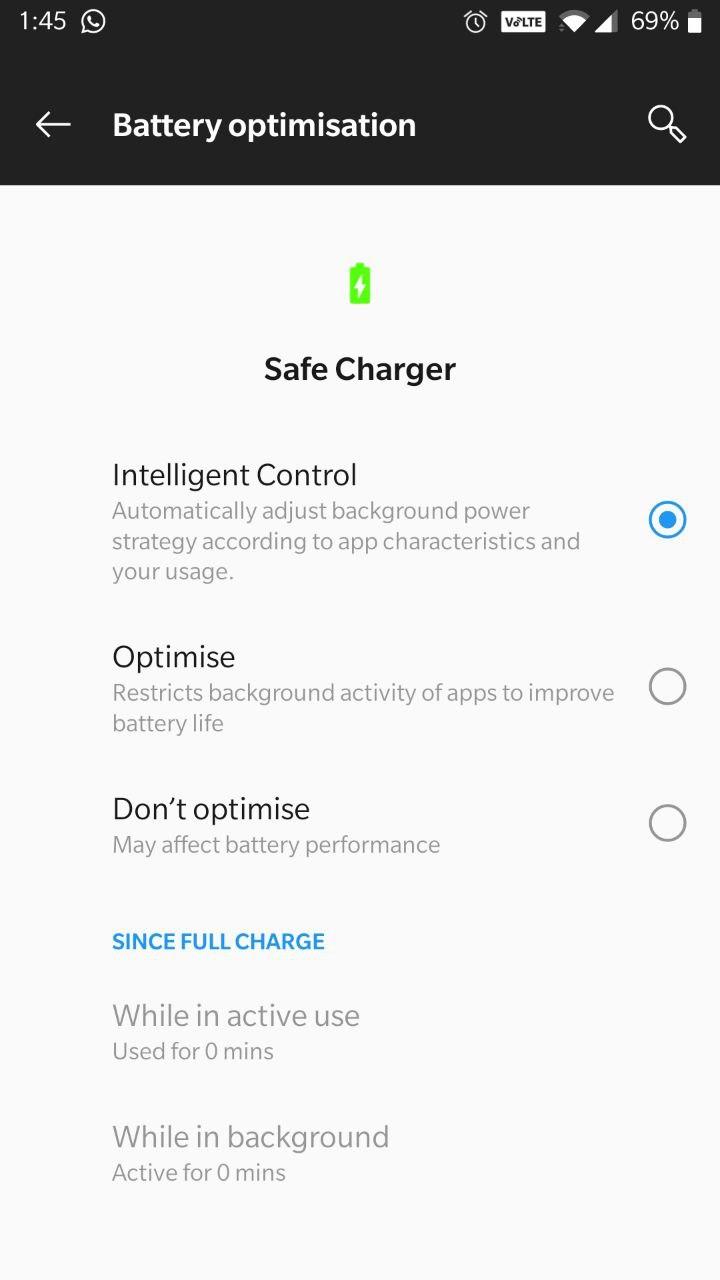 1:45 VoLTE 69%
Battery optimisation
Safe Charger
Intelligent Control
Automatically adjust background power
strategy according to app characteristics and
your usage.
Optimise
Restricts background activity of apps to improve
battery life
Don’t optimise
May affect battery performance
SINCE FULL CHARGE
While in active use
Used for 0 mins
While in background
Active for 0 mins